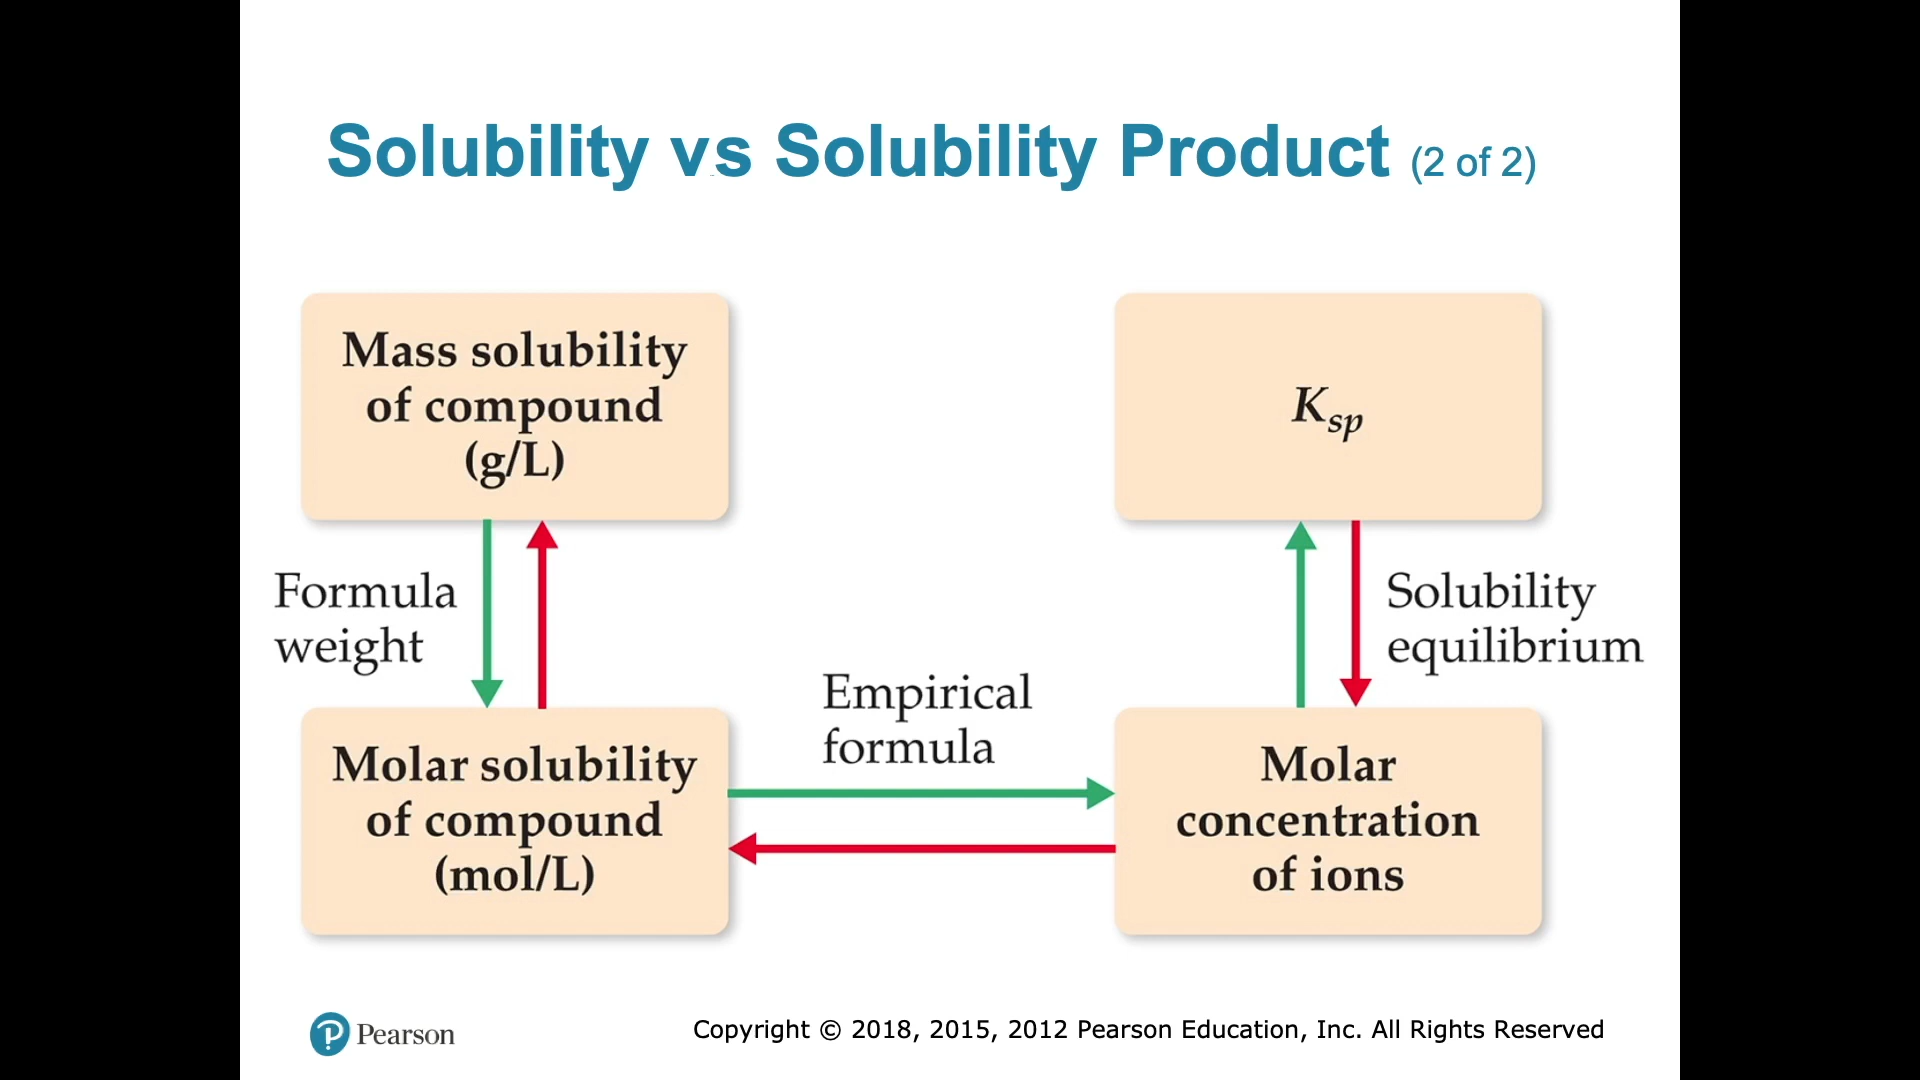 Solubility vs Solubility Product (2 of 2)
Mass solubility
of compound
(g/L)
K_sp
Formula
weight
Solubility
equilibrium
Empirical
formula
Molar solubility
of compound
(mol/L)
Molar
concentration
of ions
Pearson
Copyright © 2018, 2015, 2012 Pearson Education, Inc. All Rights Reserved